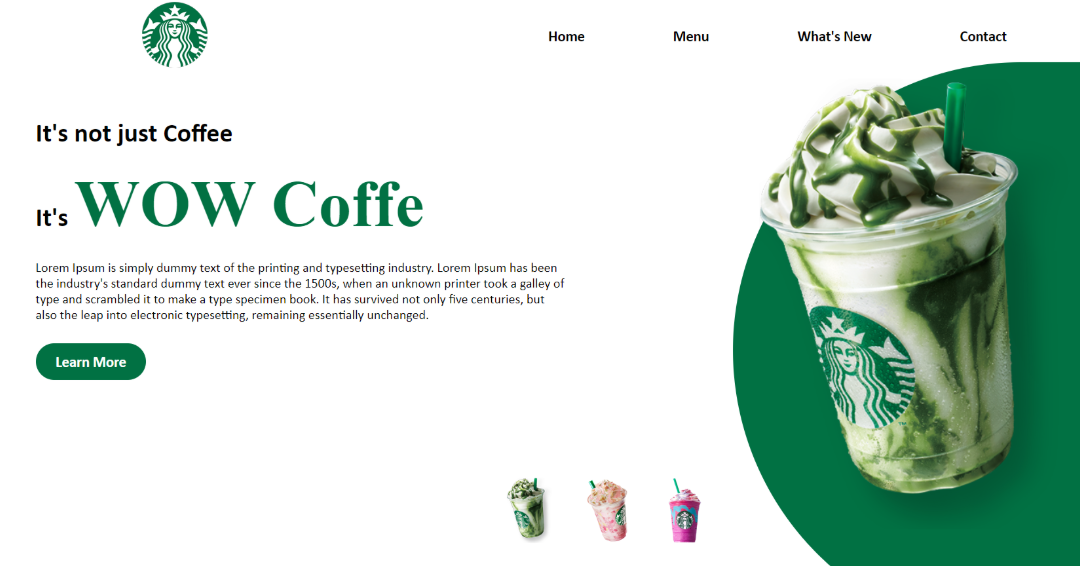 Home Menu What's New Contact
It's not just Coffee
It's WOW Coffe
Lorem Ipsum is simply dummy text of the printing and typesetting industry. Lorem Ipsum has been
the industry's standard dummy text ever since the 1500s, when an unknown printer took a galley of
type and scrambled it to make a type specimen book. It has survived not only five centuries, but
also the leap into electronic typesetting, remaining essentially unchanged.
Learn More